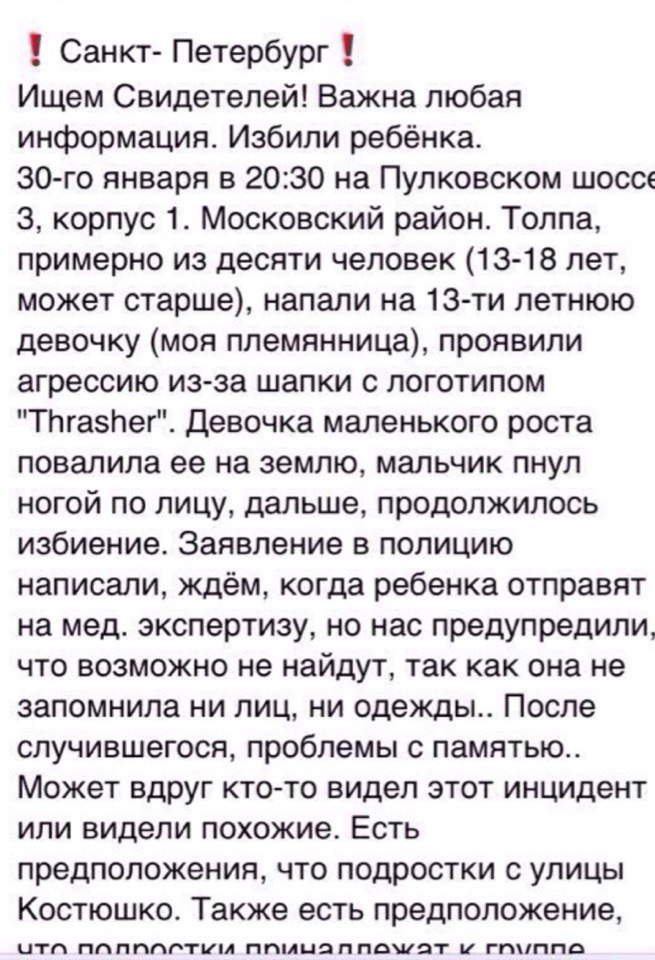 ❗ Санкт- Петербург❗
Ищем Свидетелей! Важна любая
информация. Избили ребёнка.
30-го января в 20:30 на Пулковском шоссе
3, корпус 1. Московский район. Толпа,
примерно из десяти человек (13-18 лет,
может старше), напали на 13-ти летнюю
девочку (моя племянница), проявили
агрессию из-за шапки с логотипом
"Thrasher". Девочка маленького роста
повалила ее на землю, мальчик пнул
ногой по лицу, дальше, продолжилось
избиение. Заявление в полицию
написали, ждём, когда ребенка отправят
на мед. экспертизу, но нас предупредили,
что возможно не найдут, так как она не
запомнила ни лиц, ни одежды.. После
случившегося, проблемы с памятью..
Может вдруг кто-то видел этот инцидент
или видели похожие. Есть
предположения, что подростки с улицы
Костюшко. Также есть предположение,
что подростки принадлежат к группе